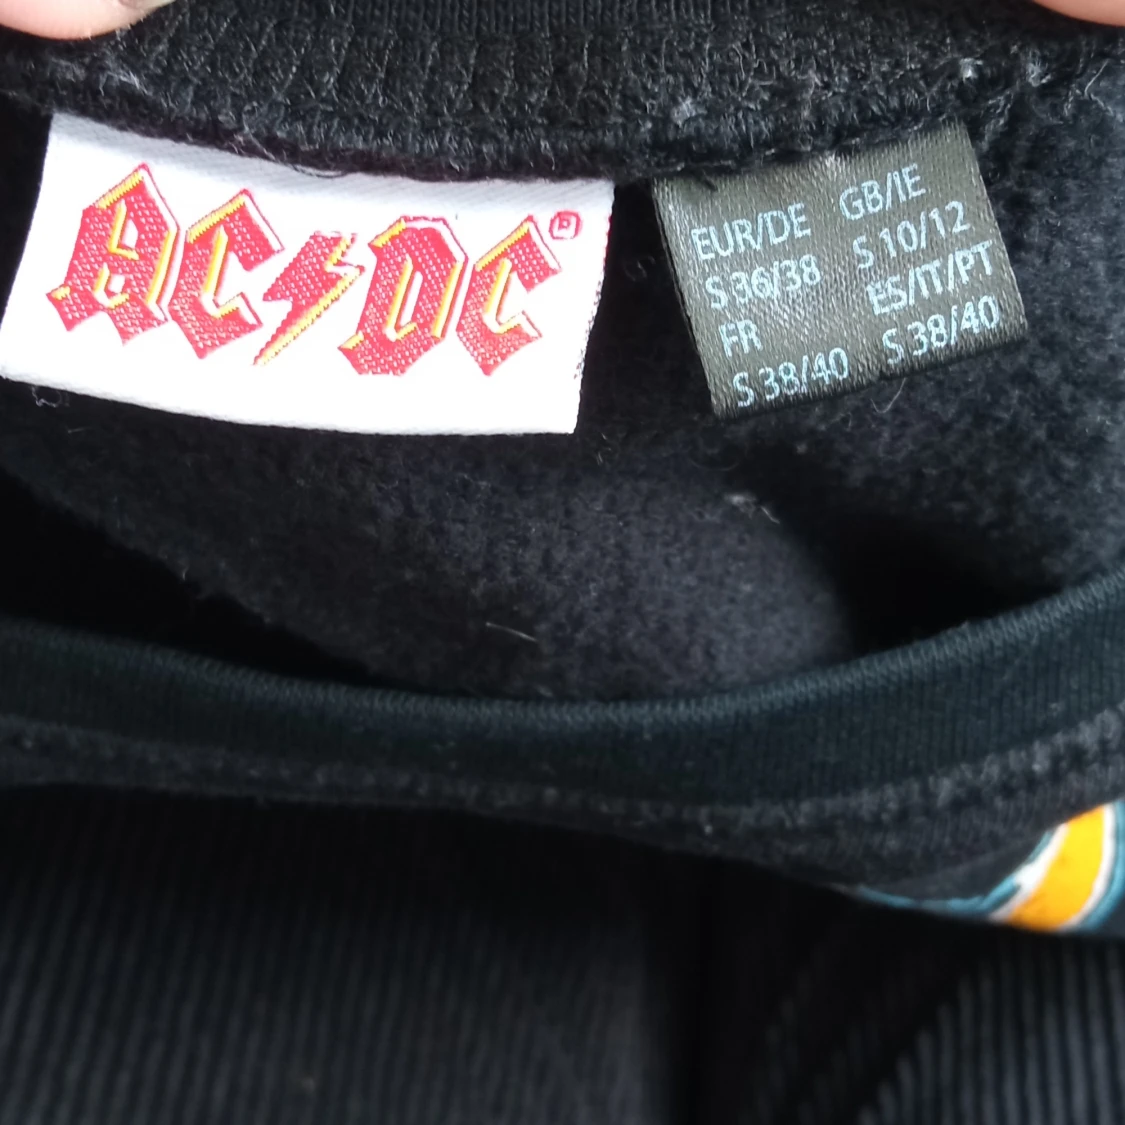 AC/DC®
EUR/DE
S 36/38
FR
S 38/40
GB/IE
S 10/12
ES/IT/PT
S 38/40